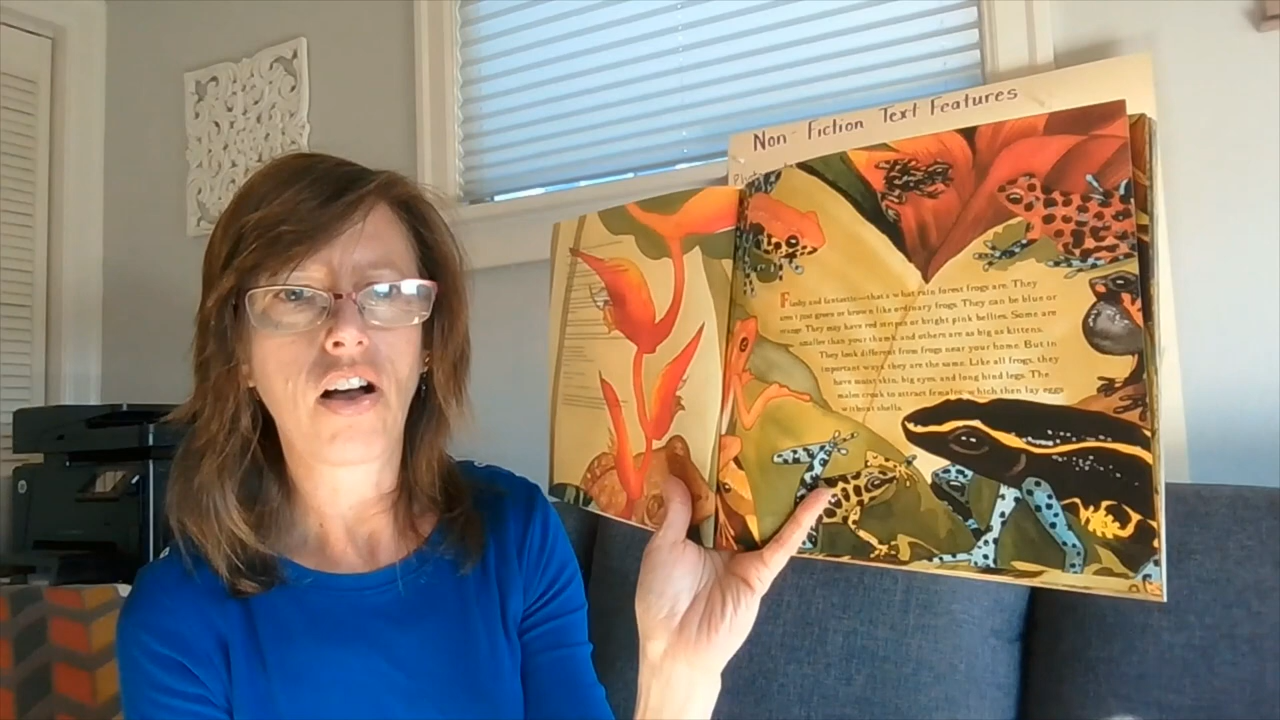 Non-Fiction Text Features
Flashy and fantastic—that's what rain forest frogs are. They
aren't just green or brown like ordinary frogs. They can be blue or
orange. They may have red stripes or bright pink bellies. Some are
smaller than your thumb, and others are as big as kittens.
They look different from frogs near your home. But in
important ways, they are the same. Like all frogs, they
have moist skin, big eyes, and long hind legs. The
males croak to attract females, which then lay eggs
without shells.